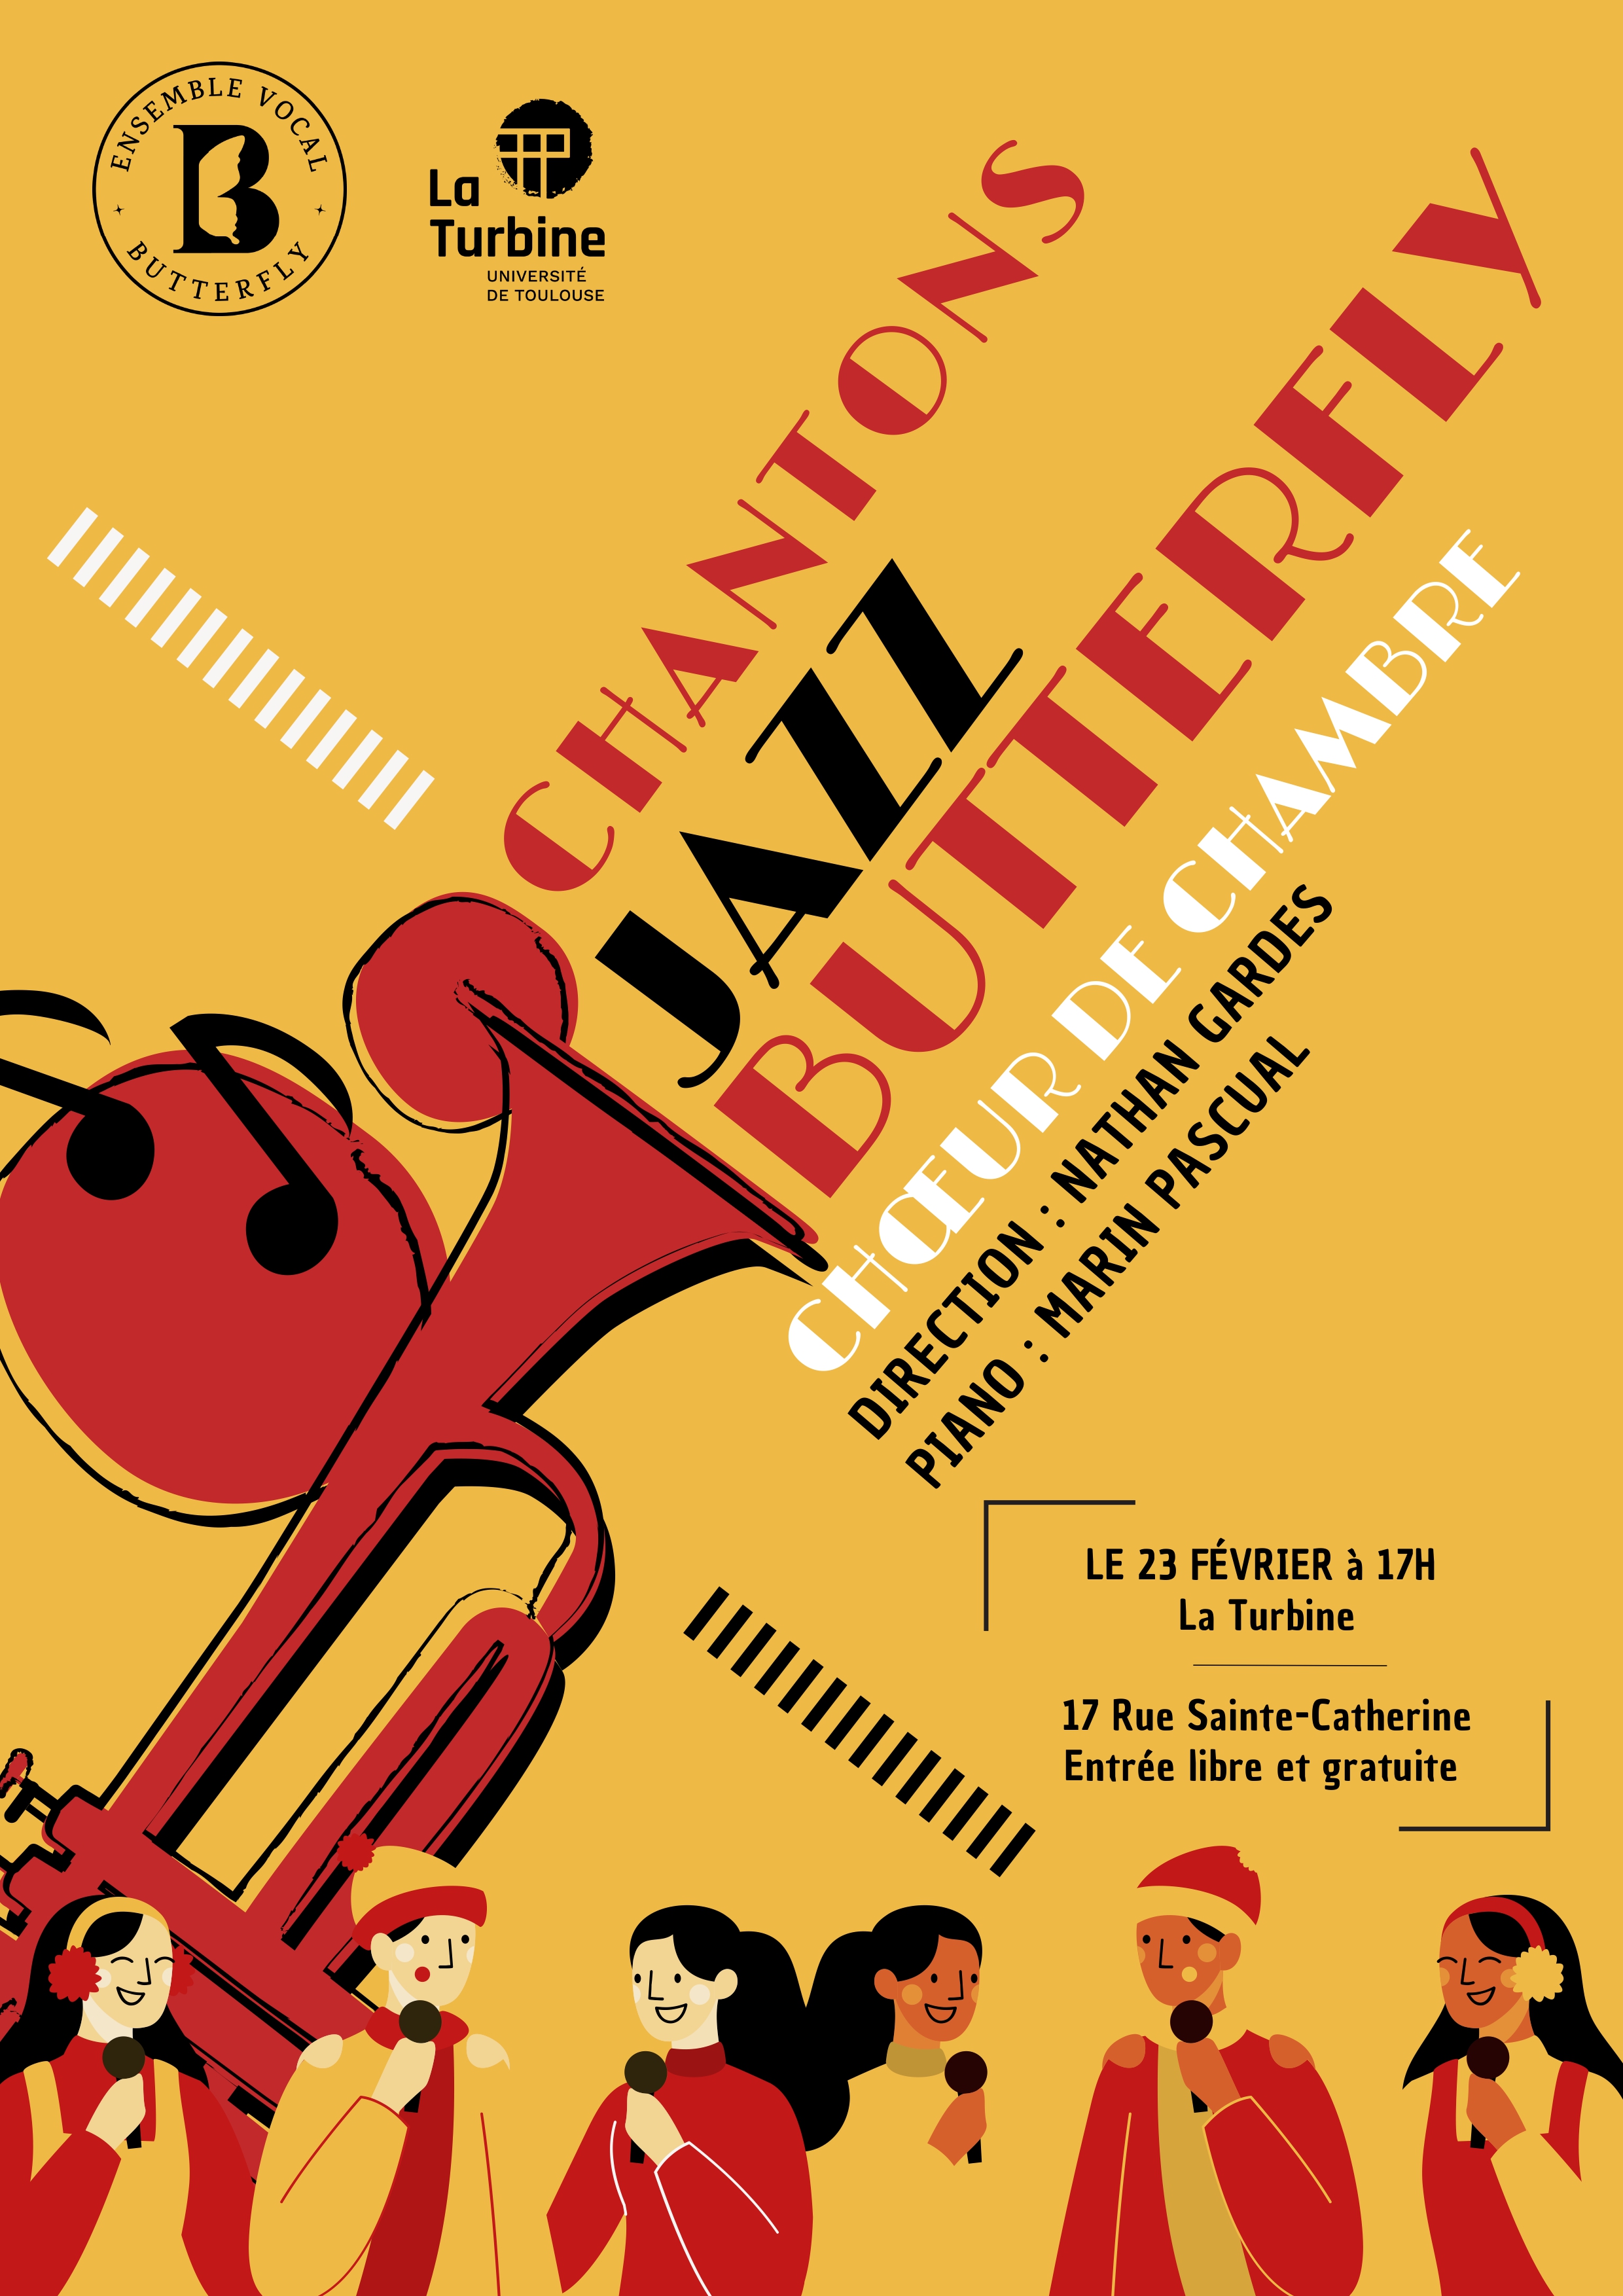 ENSEMBLE VOCAL
B
BUTTERFLY
La
Turbine
UNIVERSITÉ
DE TOULOUSE
CHANTONS
JAZZ
BUTTERFLY
CHŒUR DE CHAMBRE
DIRECTION : NATHAN GARDES
PIANO : MARIN PASCUAL
LE 23 FÉVRIER à 17H
La Turbine
17 Rue Sainte-Catherine
Entrée libre et gratuite